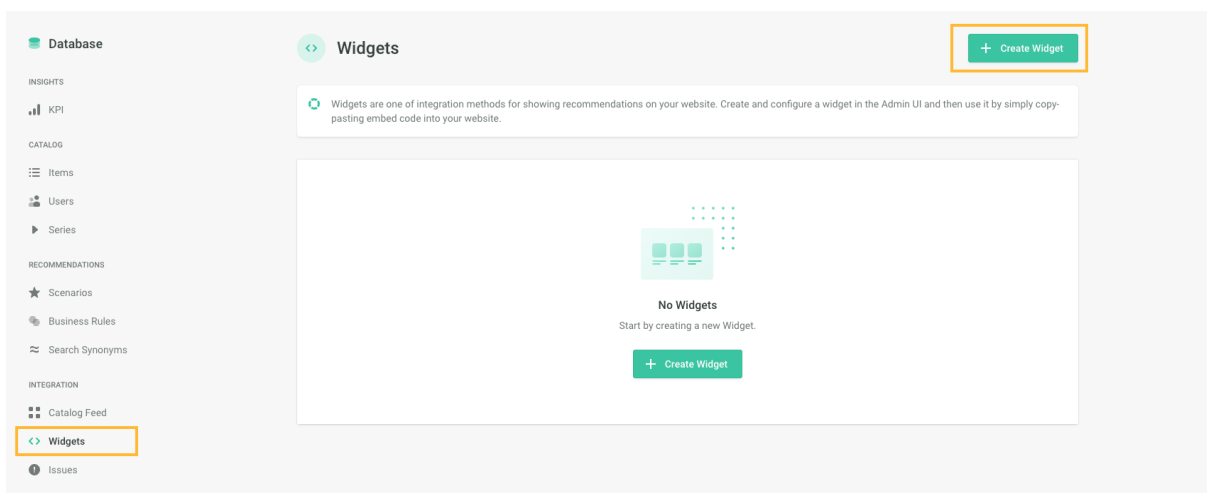 Database
INSIGHTS
KPI
CATALOG
Items
Users
Series
RECOMMENDATIONS
Scenarios
Business Rules
Search Synonyms
INTEGRATION
Catalog Feed
Widgets
Issues
Widgets
Create Widget
Widgets are one of integration methods for showing recommendations on your website. Create and configure a widget in the Admin UI and then use it by simply copy-
pasting embed code into your website.
No Widgets
Start by creating a new Widget.
Create Widget